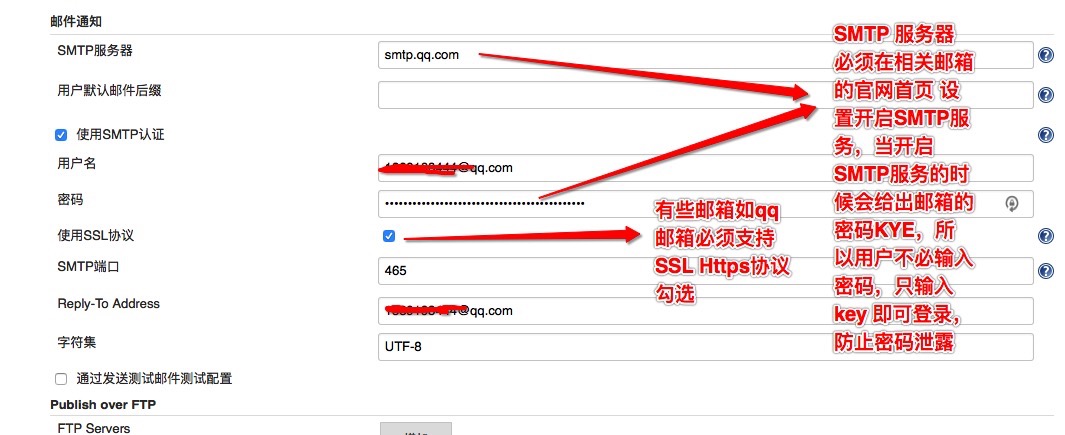 邮件通知
SMTP服务器
smtp.qq.com
用户默认邮件后缀
使用SMTP认证
用户名
@qq.com
密码
••••••••••••••••••••••••••••••••••••••••
使用SSL协议
SMTP端口
465
Reply-To Address
@qq.com
字符集
UTF-8
通过发送测试邮件测试配置
Publish over FTP
FTP Servers
有些邮箱如qq
邮箱必须支持
SSL Https协议
勾选
SMTP 服务器
必须在相关邮箱
的官网首页 设
置开启SMTP服
务，当开启
SMTP服务的时
候会给出邮箱的
密码KYE，所
以用户不必输入
密码，只输入
key 即可登录，
防止密码泄露